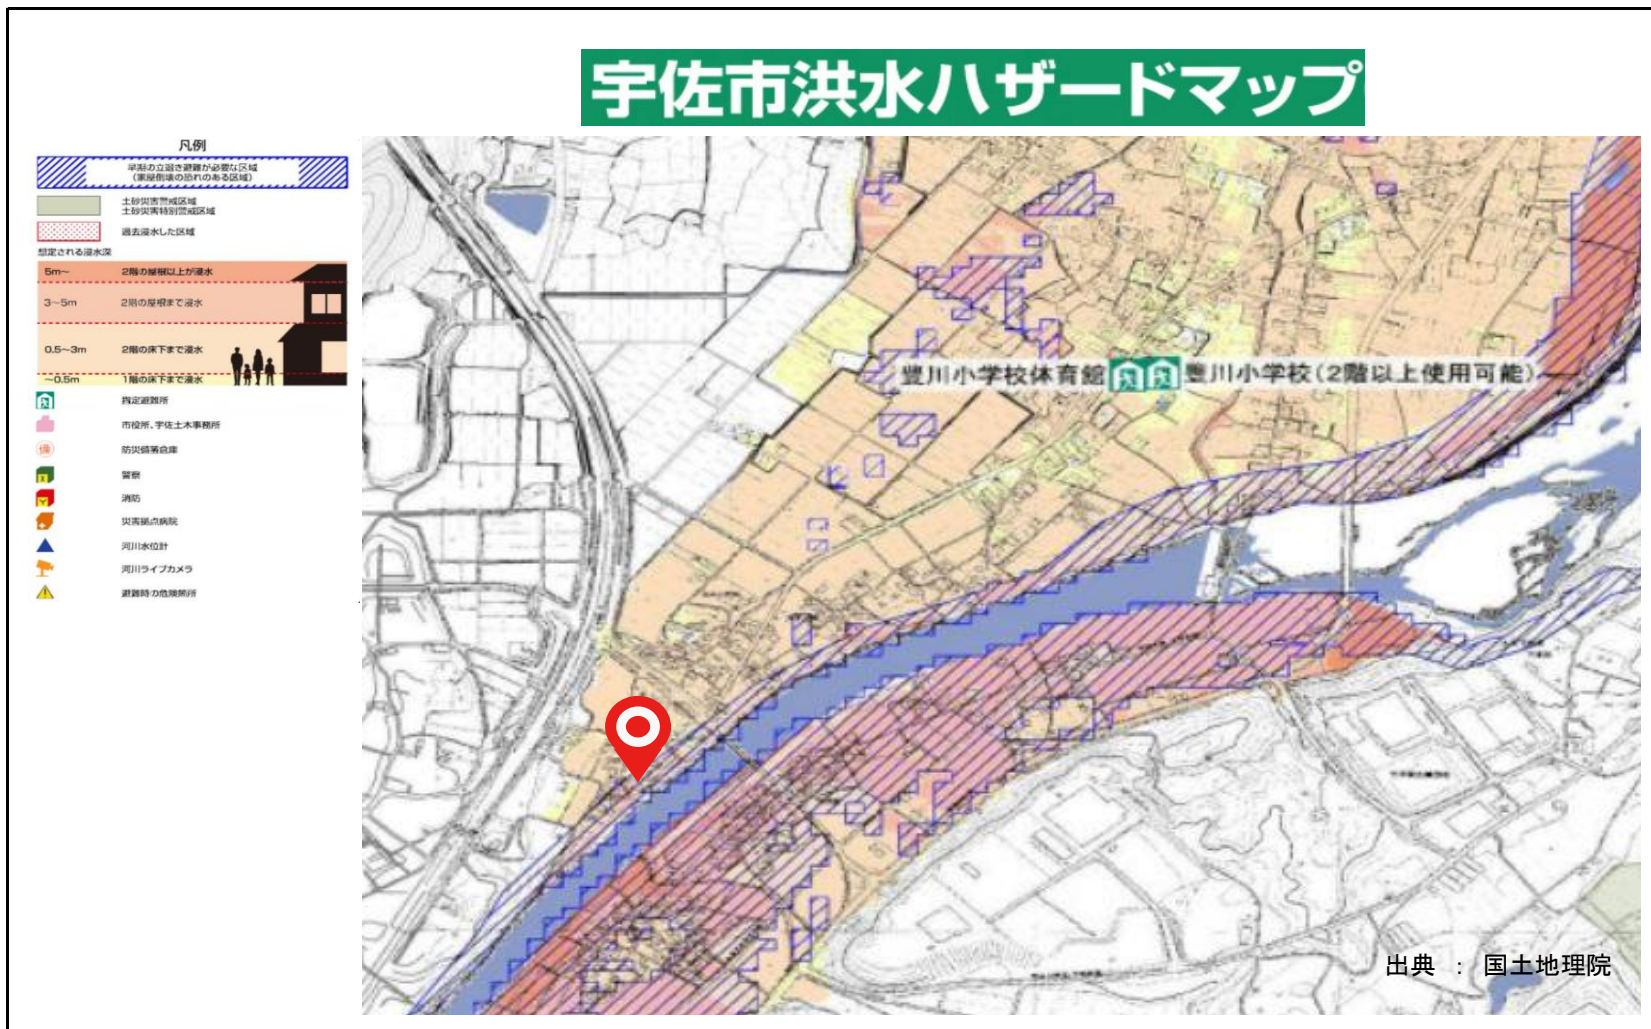 宇佐市洪水ハザードマップ
凡例
早期の立退き避難が必要な区域
(家屋倒壊の恐れのある区域)
土砂災害警戒区域
土砂災害特別警戒区域
過去浸水した区域
想定される浸水深
5m~ 2階の屋根以上が浸水
3~5m 2階の屋根まで浸水
0.5~3m 2階の床下まで浸水
~0.5m 1階の床下まで浸水
指定避難所
市役所、宇佐土木事務所
備 防災備蓄倉庫
警察
消防
災害拠点病院
河川水位計
河川ライブカメラ
避難時の危険箇所
豊川小学校体育館 豊川小学校(2階以上使用可能)
出典 : 国土地理院